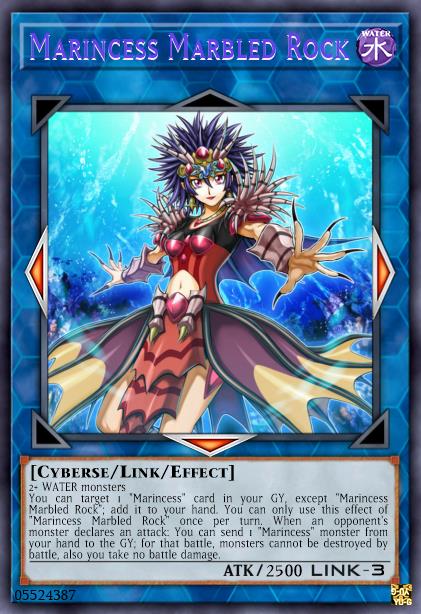 Marincess Marbled Rock
WATER
水
[Cyberse/Link/Effect]
2+ WATER monsters
You can target 1 "Marincess" card in your GY, except "Marincess
Marbled Rock"; add it to your hand. You can only use this effect of
"Marincess Marbled Rock" once per turn. When an opponent's
monster declares an attack: You can send 1 "Marincess" monster from
your hand to the GY; for that battle, monsters cannot be destroyed by
battle, also you take no battle damage.
ATK/2500 LINK-3
05524387